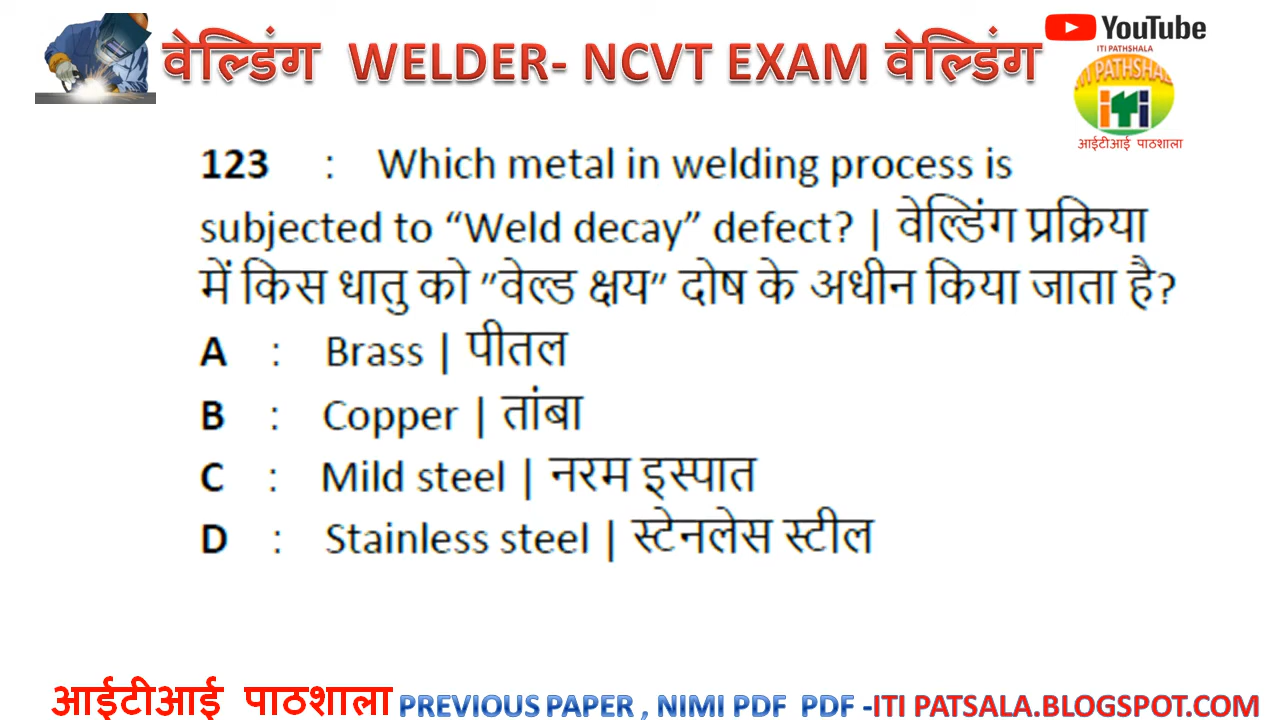 वेल्डिंग WELDER- NCVT EXAM वेल्डिंग
YouTube
ITI PATHSHALA
ITI PATHSHALA
iTi
आईटीआई पाठशाला
123 : Which metal in welding process is
subjected to “Weld decay” defect? | वेल्डिंग प्रक्रिया
में किस धातु को ”वेल्ड क्षय” दोष के अधीन किया जाता है?
A : Brass | पीतल
B : Copper | तांबा
C : Mild steel | नरम इस्पात
D : Stainless steel | स्टेनलेस स्टील
आईटीआई पाठशाला PREVIOUS PAPER , NIMI PDF PDF -ITI PATSALA.BLOGSPOT.COM